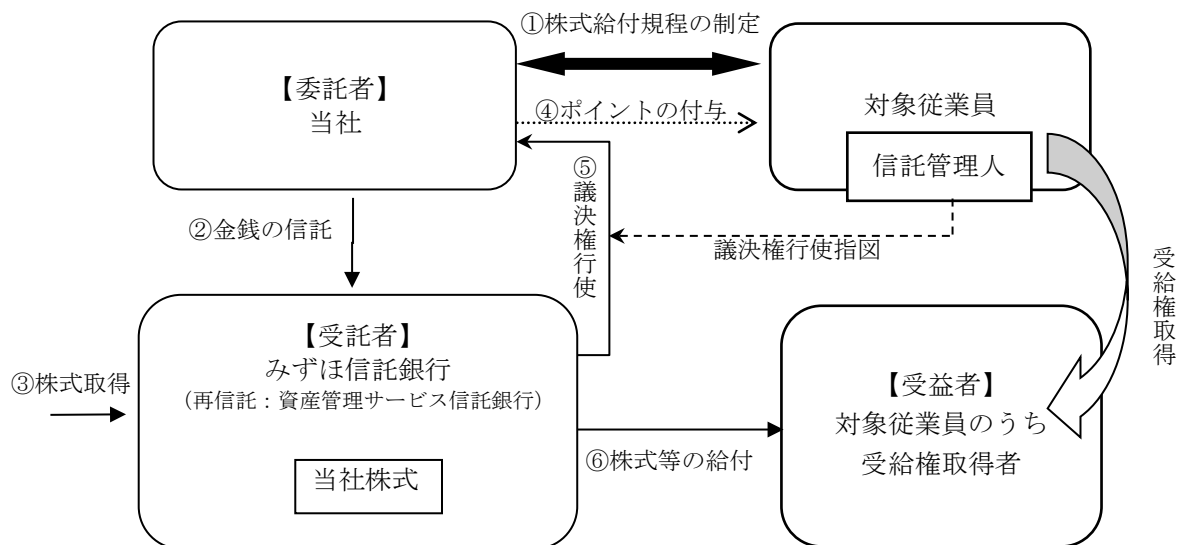 ①株式給付規程の制定
【委託者】
当社
④ポイントの付与
対象従業員
信託管理人
②金銭の信託
⑤議決権行使
議決権行使指図
受給権取得
③株式取得
【受託者】
みずほ信託銀行
(再信託：資産管理サービス信託銀行)
当社株式
⑥株式等の給付
【受益者】
対象従業員のうち
受給権取得者